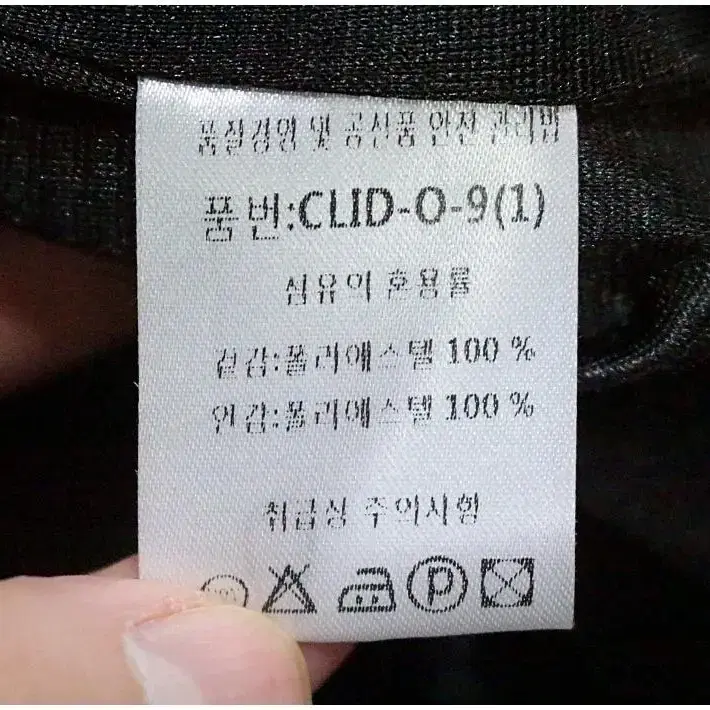 품질경영 및 공산품 안전 관리법
품번:CLID-O-9(1)
섬유의 혼용률
겉감:폴리에스텔 100 %
안감:폴리에스텔 100 %
취급상 주의사항
P